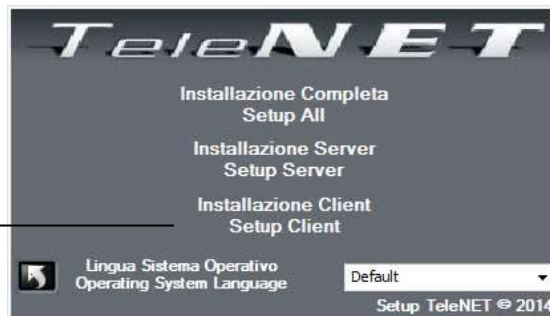 TeleNET
Installazione Completa
Setup All
Installazione Server
Setup Server
Installazione Client
Setup Client
Lingua Sistema Operativo
Operating System Language
Default
Setup TeleNET © 2014